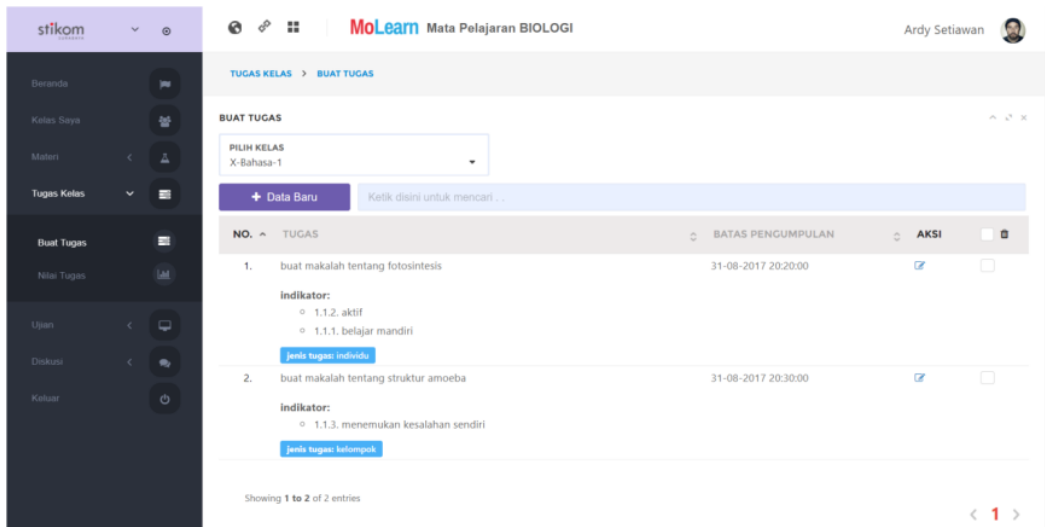 stikom
SURABAYA
MoLearn Mata Pelajaran BIOLOGI
Ardy Setiawan
Beranda
Kelas Saya
Materi
Tugas Kelas
Buat Tugas
Nilai Tugas
Ujian
Diskusi
Keluar
TUGAS KELAS > BUAT TUGAS
BUAT TUGAS
PILIH KELAS
X-Bahasa-1
+ Data Baru
Ketik disini untuk mencari . .
NO. TUGAS BATAS PENGUMPULAN AKSI
1. buat makalah tentang fotosintesis 31-08-2017 20:20:00
indikator:
1.1.2. aktif
1.1.1. belajar mandiri
jenis tugas: individu
2. buat makalah tentang struktur amoeba 31-08-2017 20:30:00
indikator:
1.1.3. menemukan kesalahan sendiri
jenis tugas: kelompok
Showing 1 to 2 of 2 entries
< 1 >